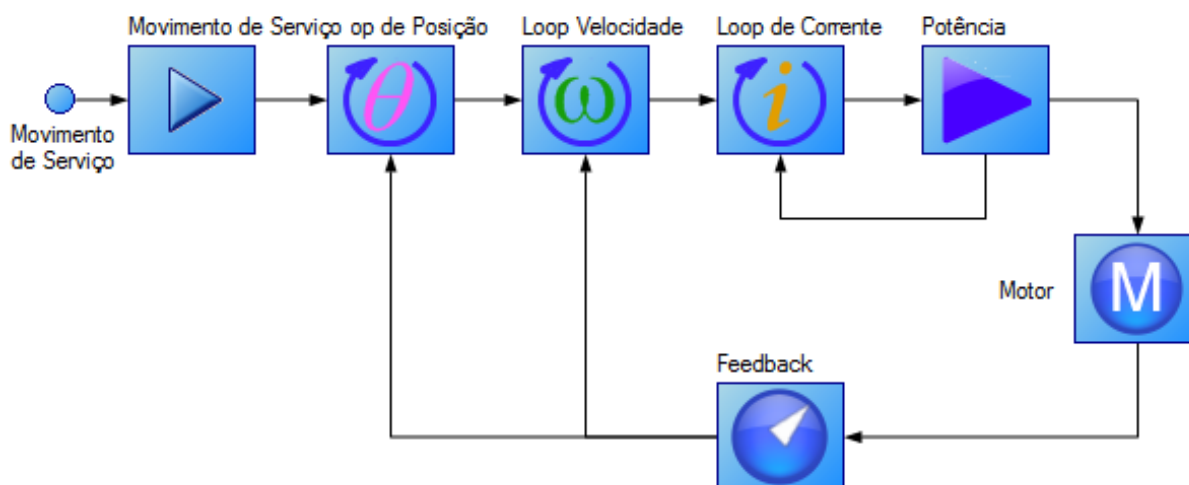 Movimento de Serviço op de Posição Loop Velocidade Loop de Corrente Potência
θ ω i
Movimento
de Serviço
M
Motor
Feedback